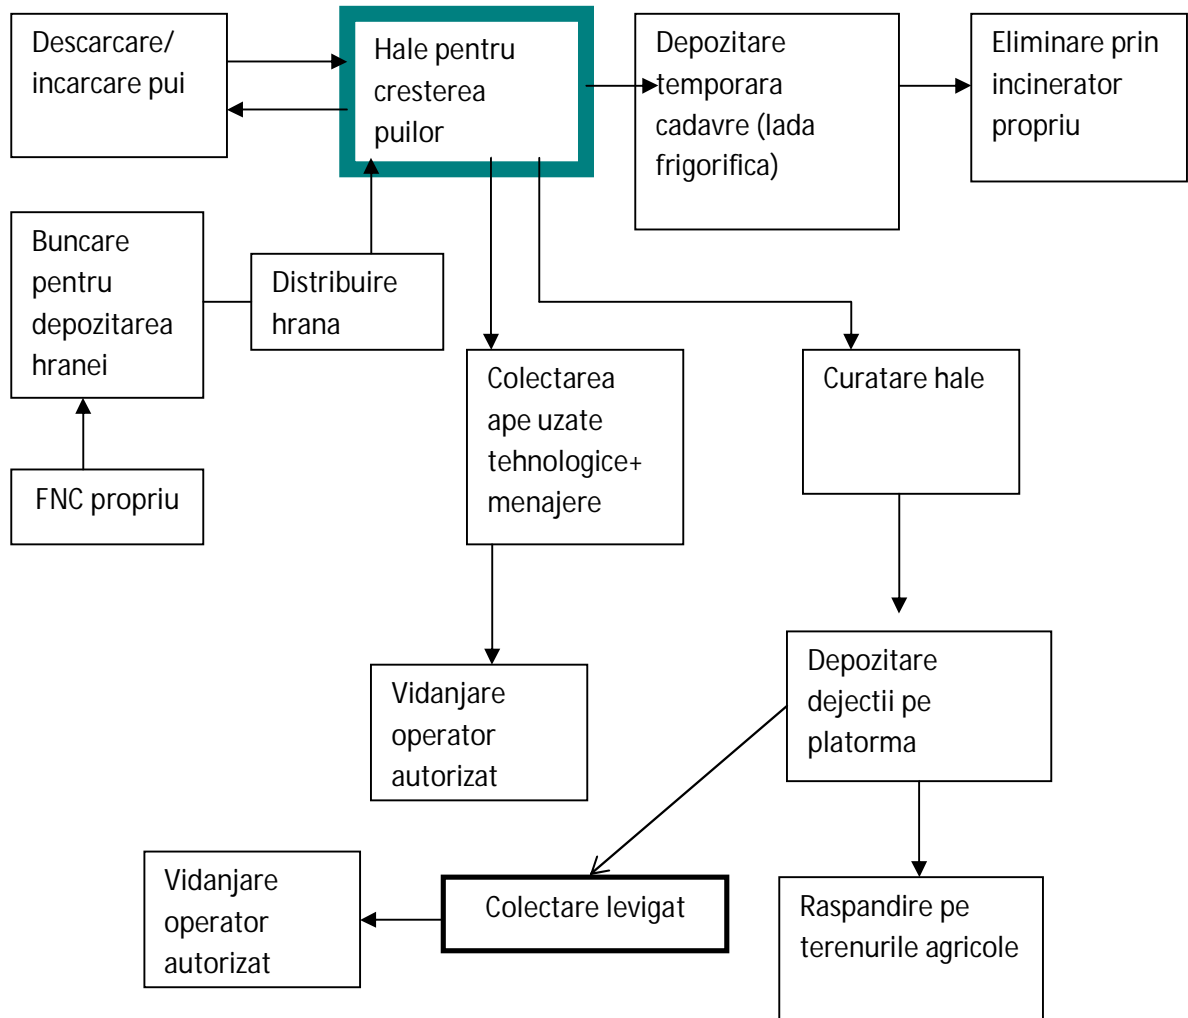 Descarcare/
incarcare pui
Hale pentru
cresterea
puilor
Depozitare
temporara
cadavre (lada
frigorifica)
Eliminare prin
incinerator
propriu
Buncare
pentru
depozitarea
hranei
Distribuire
hrana
FNC propriu
Colectarea
ape uzate
tehnologice+
menajere
Curatare hale
Vidanjare
operator
autorizat
Depozitare
dejectii pe
platorma
Vidanjare
operator
autorizat
Colectare levigat
Raspandire pe
terenurile agricole